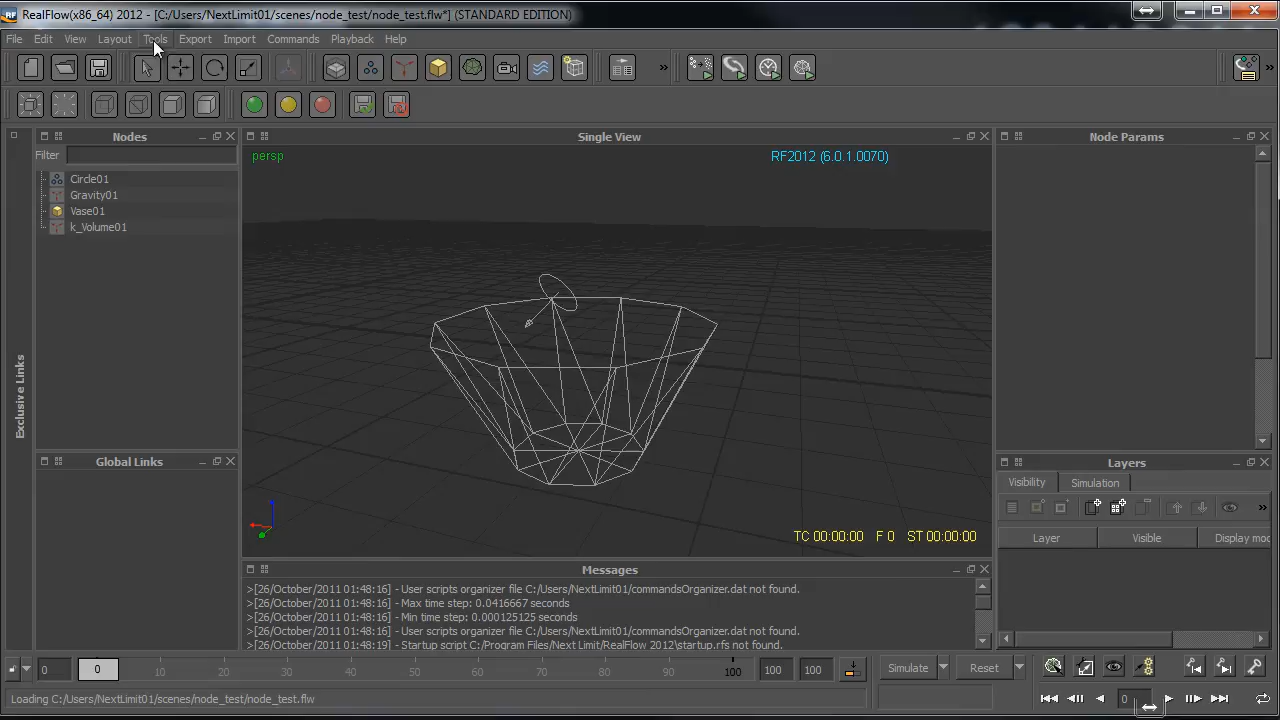 RealFlow(x86_64) 2012 - [C:/Users/NextLimit01/scenes/node_test/node_test.flw*] (STANDARD EDITION)
File Edit View Layout Tools Export Import Commands Playback Help
Nodes
Filter
Circle01
Gravity01
Vase01
k_Volume01
Exclusive Links
Global Links
Single View
persp
RF2012 (6.0.1.0070)
TC 00:00:00 F 0 ST 00:00:00
Node Params
Layers
Visibility Simulation
Layer Visible Display mo
Messages
>[26/October/2011 01:48:16] - User scripts organizer file C:/Users/NextLimit01/commandsOrganizer.dat not found.
>[26/October/2011 01:48:16] - Max time step: 0.0416667 seconds
>[26/October/2011 01:48:16] - Min time step: 0.000125125 seconds
>[26/October/2011 01:48:16] - User scripts organizer file C:/Users/NextLimit01/commandsOrganizer.dat not found.
>[26/October/2011 01:48:19] - Startup script C:/Program Files/Next Limit/RealFlow 2012\startup.rfs not found.
0 0 10 20 30 40 50 60 70 80 90 100 100 100
Simulate Reset
Loading C:/Users/NextLimit01/scenes/node_test/node_test.flw
0